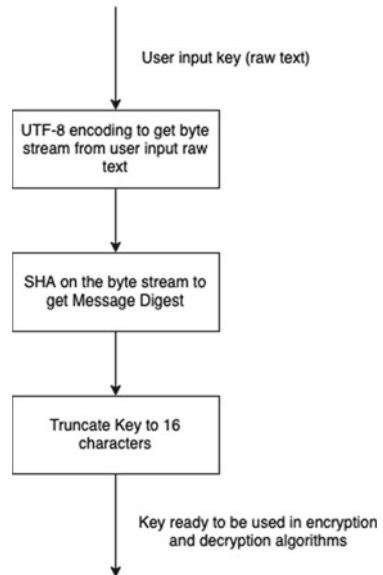 User input key (raw text)
UTF-8 encoding to get byte
stream from user input raw
text
SHA on the byte stream to
get Message Digest
Truncate Key to 16
characters
Key ready to be used in encryption
and decryption algorithms